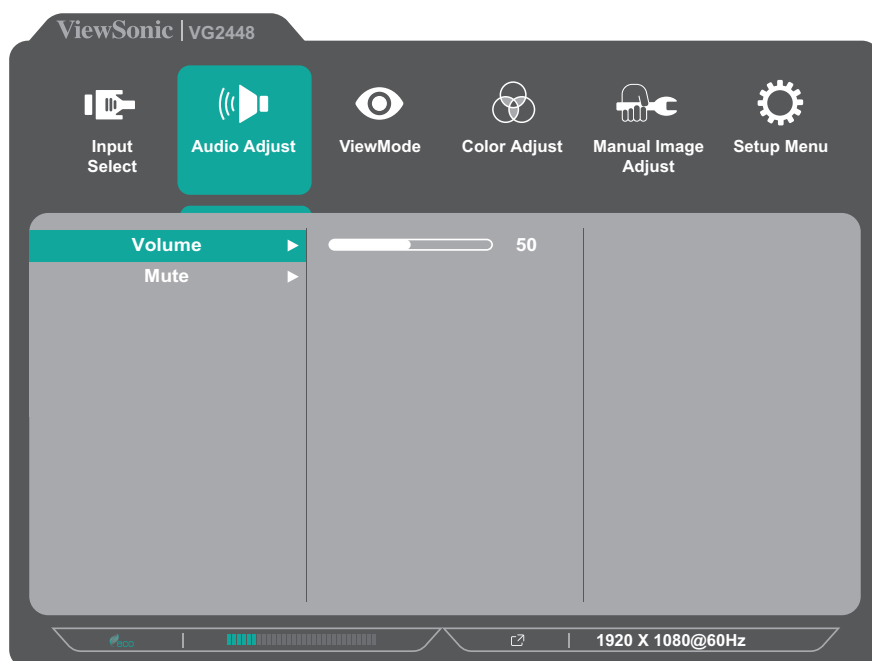 ViewSonic | VG2448
Input Select
Audio Adjust
ViewMode
Color Adjust
Manual Image Adjust
Setup Menu
Volume
50
Mute
eco
1920 X 1080@60Hz